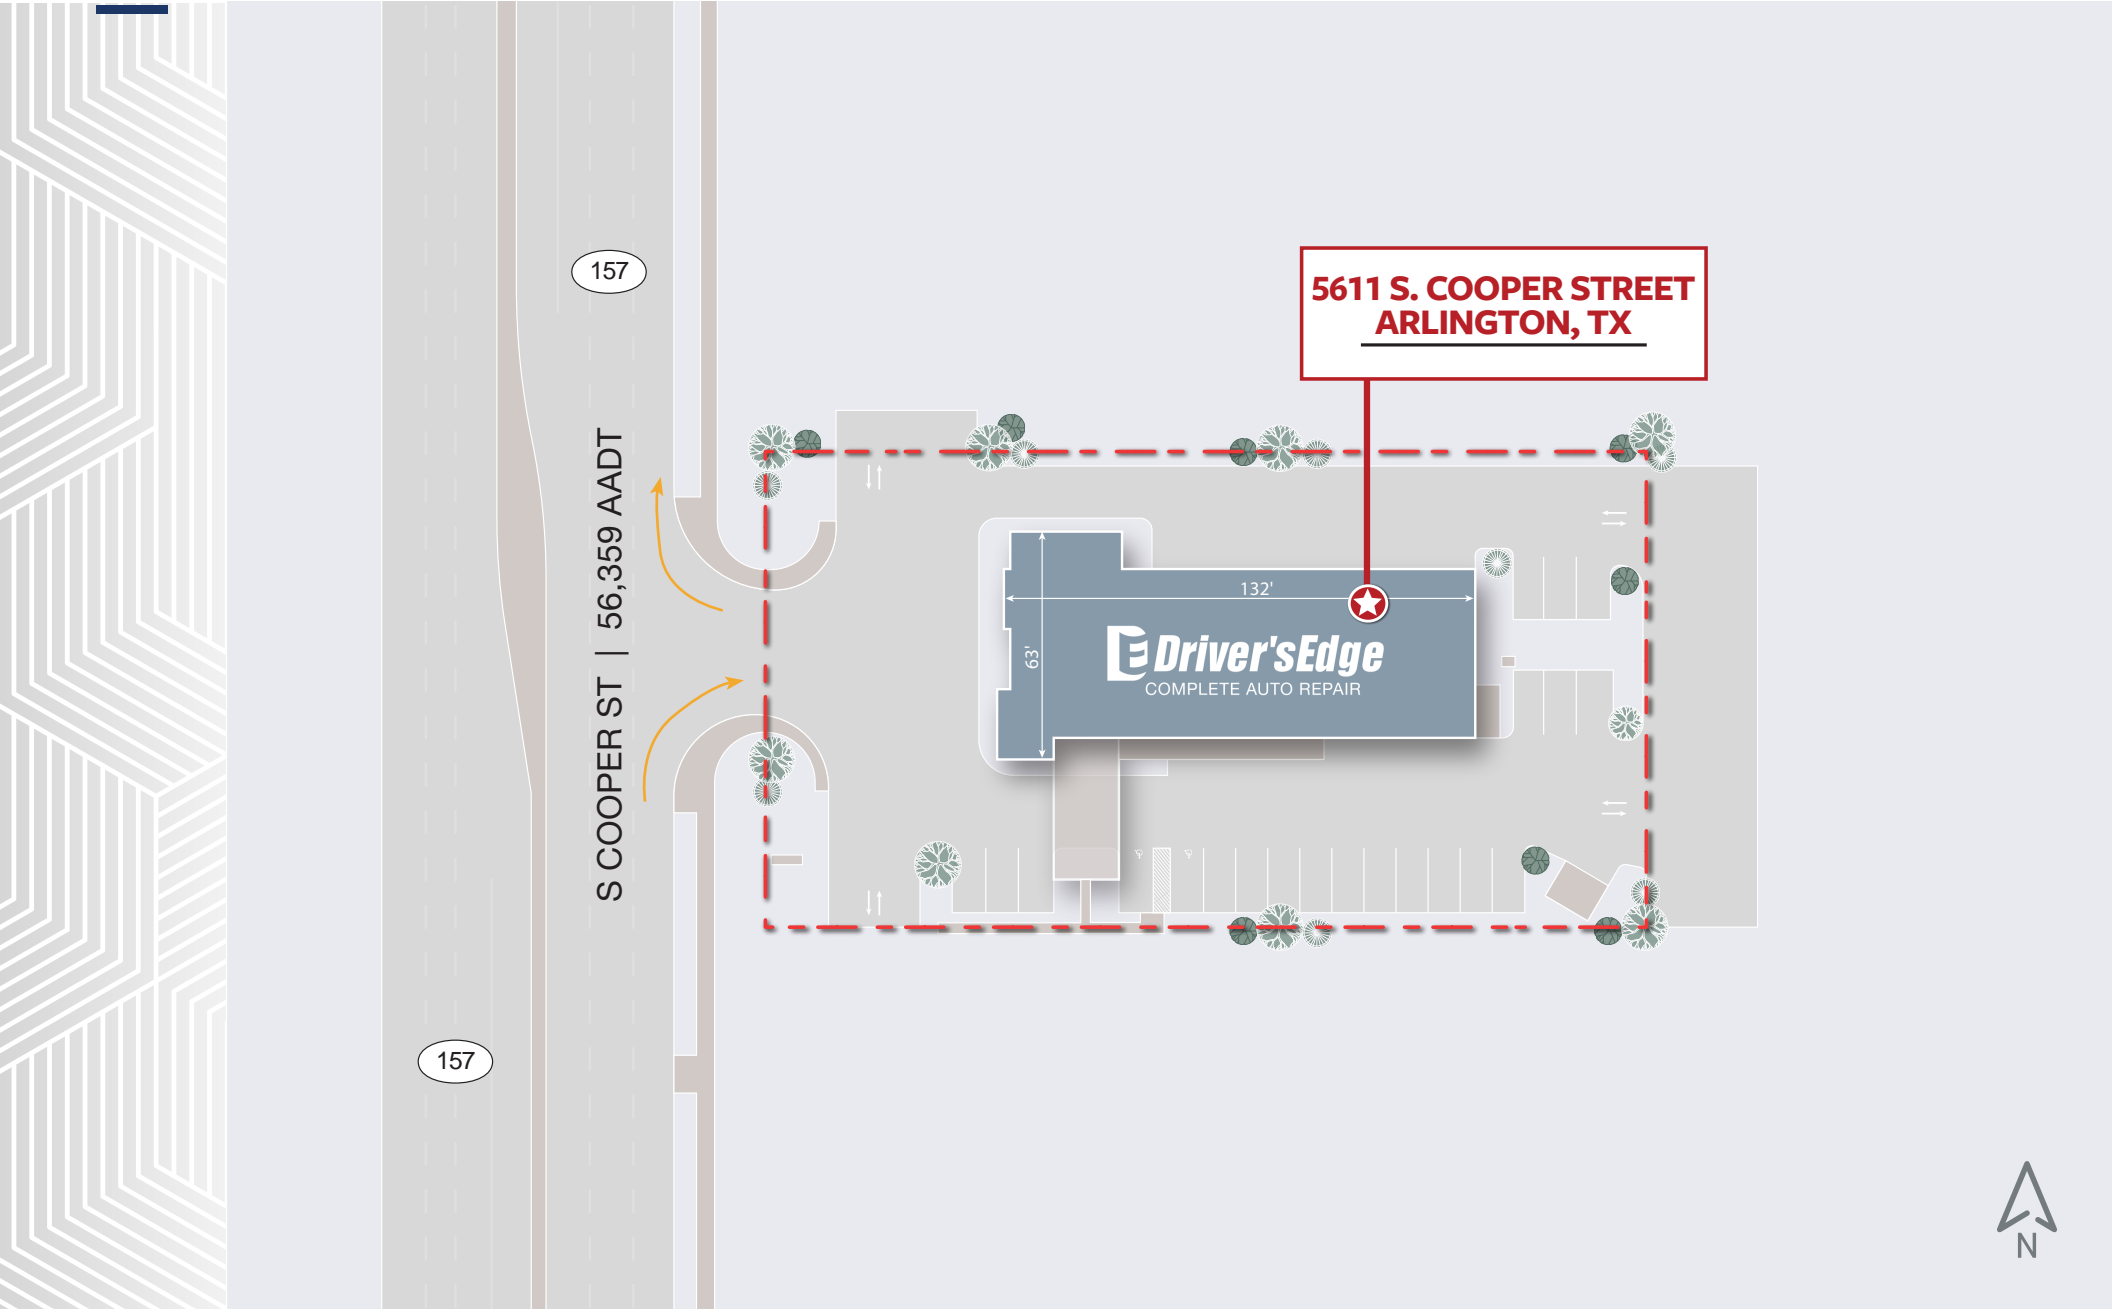 157
5611 S. COOPER STREET
ARLINGTON, TX
S COOPER ST | 56,359 AADT
132'
63'
Driver'sEdge
COMPLETE AUTO REPAIR
157
N